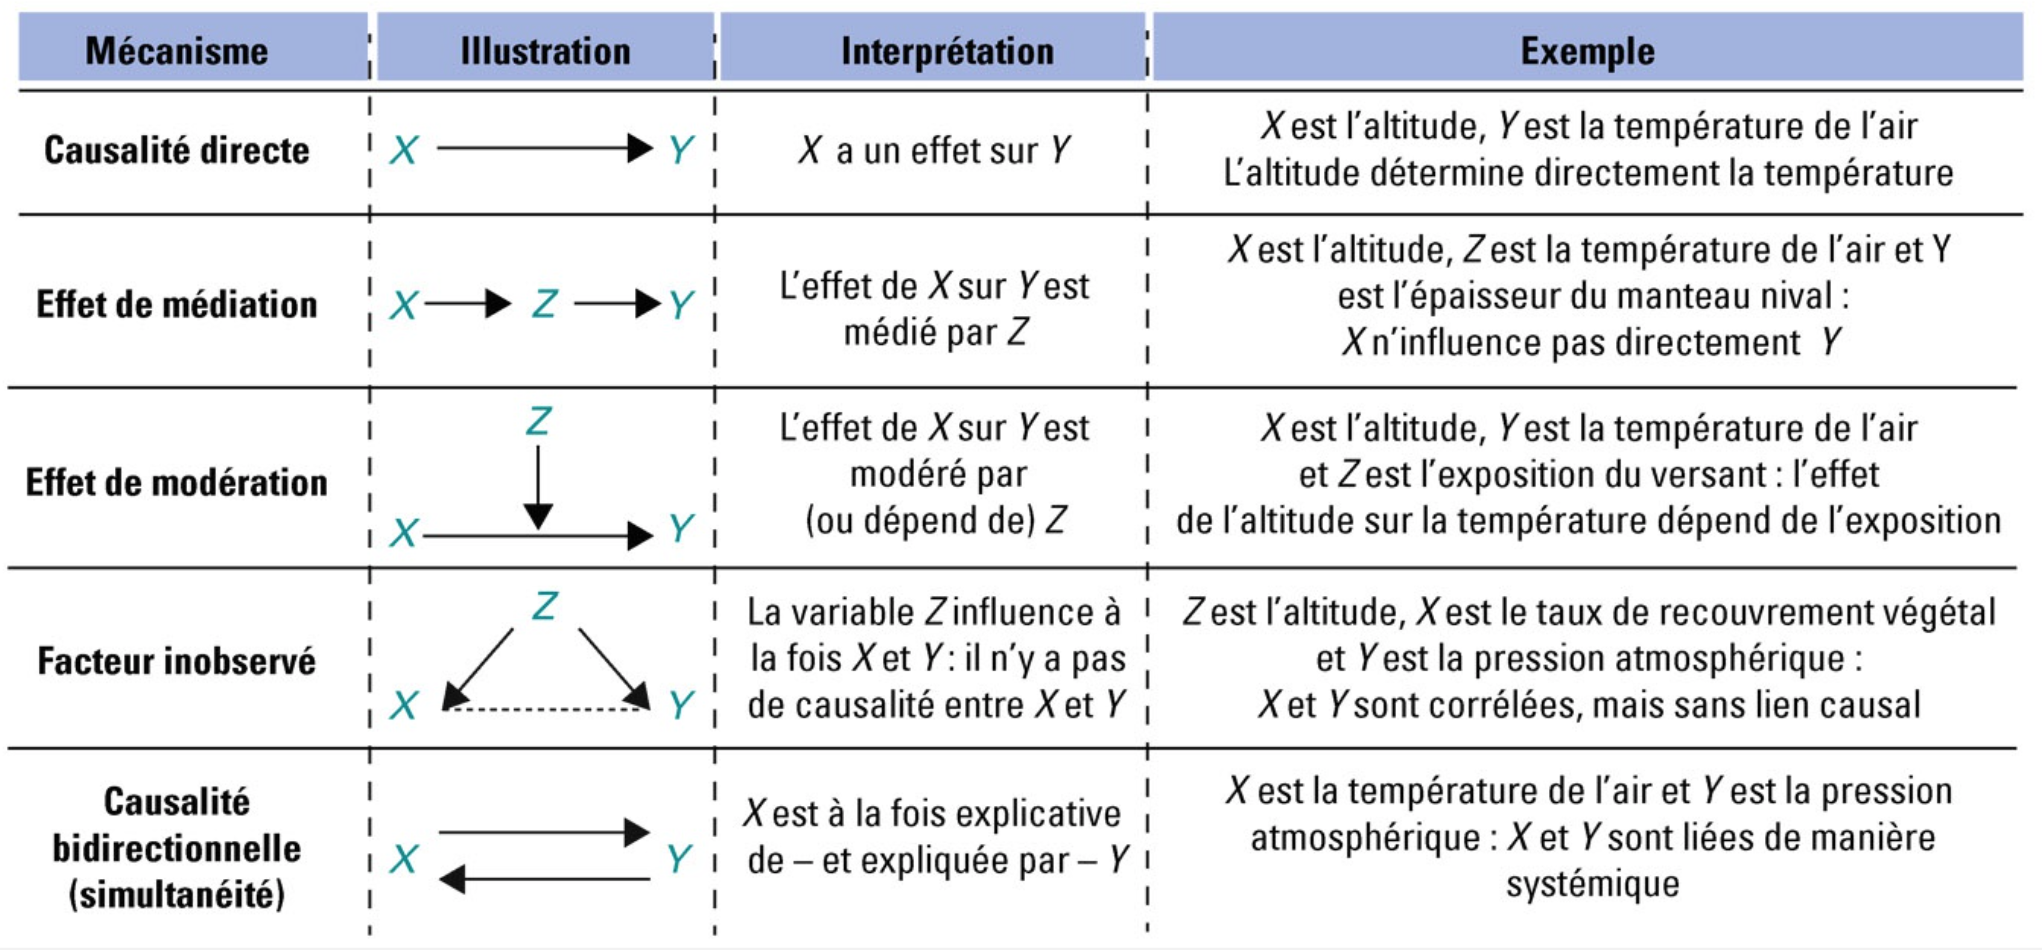 Mécanisme Illustration Interprétation Exemple
Causalité directe
X Y
X a un effet sur Y
X est l'altitude, Y est la température de l'air
L'altitude détermine directement la température
Effet de médiation
X Z Y
L'effet de X sur Y est
médié par Z
X est l'altitude, Z est la température de l'air et Y
est l'épaisseur du manteau nival :
X n'influence pas directement Y
Effet de modération
Z
X Y
L'effet de X sur Y est
modéré par
(ou dépend de) Z
X est l'altitude, Y est la température de l'air
et Z est l'exposition du versant : l'effet
de l'altitude sur la température dépend de l'exposition
Facteur inobservé
Z
X Y
La variable Z influence à
la fois X et Y : il n'y a pas
de causalité entre X et Y
Z est l'altitude, X est le taux de recouvrement végétal
et Y est la pression atmosphérique :
X et Y sont corrélées, mais sans lien causal
Causalité
bidirectionnelle
(simultanéité)
X Y
X est à la fois explicative
de – et expliquée par – Y
X est la température de l'air et Y est la pression
atmosphérique : X et Y sont liées de manière
systémique